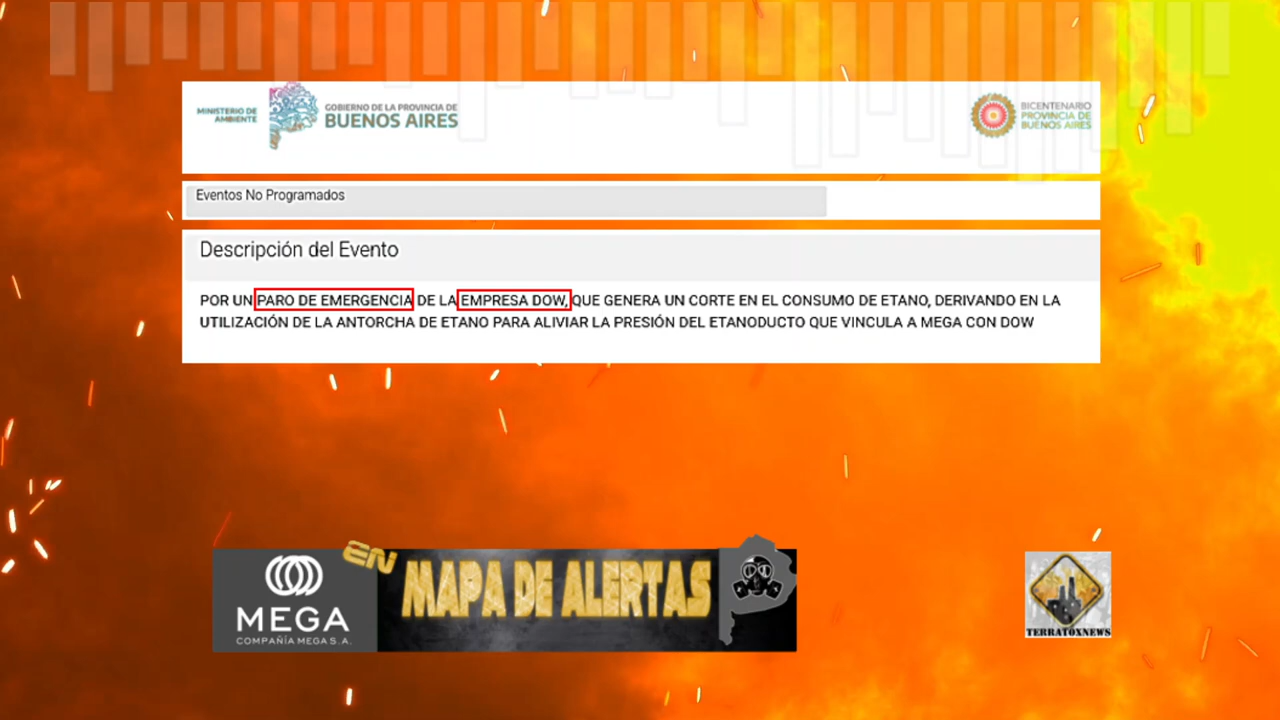 MINISTERIO DE
AMBIENTE
GOBIERNO DE LA PROVINCIA DE
BUENOS AIRES
BICENTENARIO
PROVINCIA DE
BUENOS AIRES
Eventos No Programados
Descripción del Evento
POR UN PARO DE EMERGENCIA DE LA EMPRESA DOW, QUE GENERA UN CORTE EN EL CONSUMO DE ETANO, DERIVANDO EN LA
UTILIZACIÓN DE LA ANTORCHA DE ETANO PARA ALIVIAR LA PRESIÓN DEL ETANODUCTO QUE VINCULA A MEGA CON DOW
MEGA
COMPAÑÍA MEGA S.A.
EN
MAPA DE ALERTAS
TERRATOXNEWS